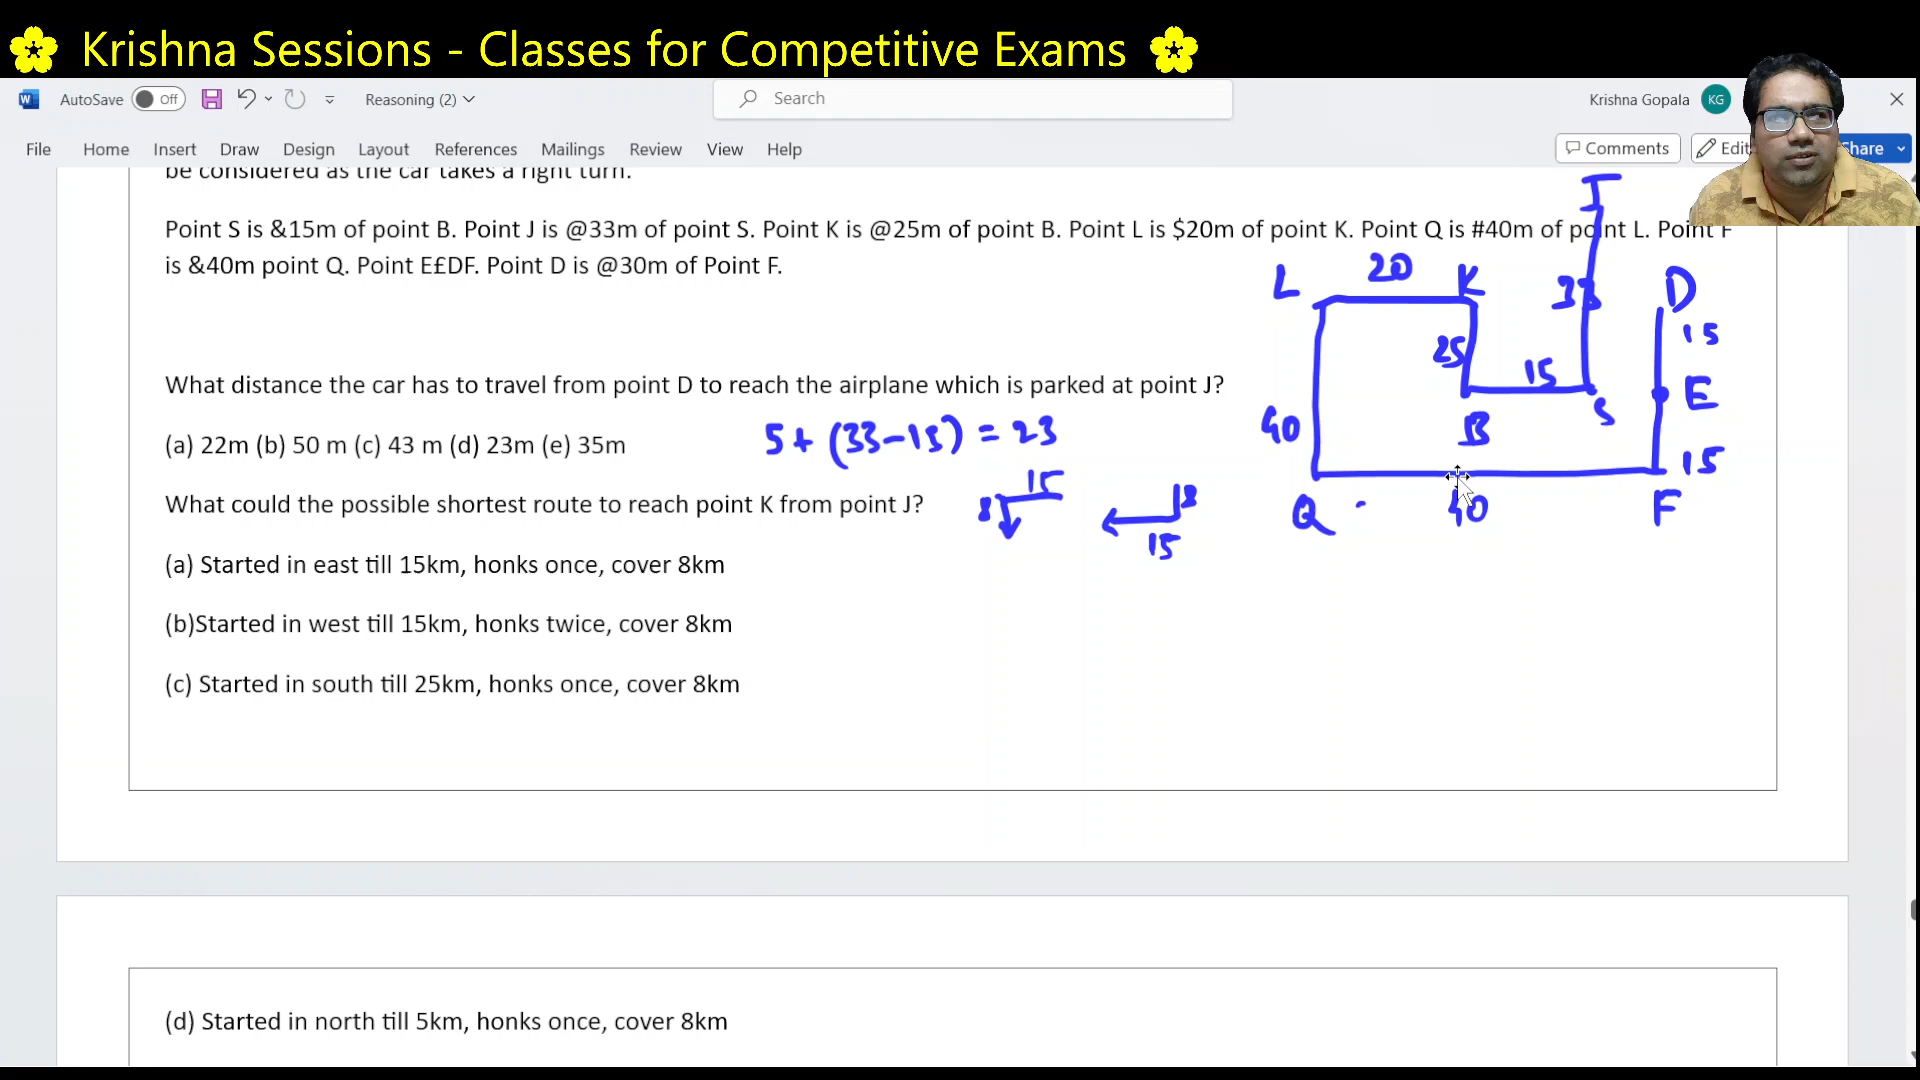 Krishna Sessions - Classes for Competitive Exams
AutoSave Off Reasoning (2) Search Krishna Gopala KG
File Home Insert Draw Design Layout References Mailings Review View Help Comments Edit Share
be considered as the car takes a right turn.
Point S is &15m of point B. Point J is @33m of point S. Point K is @25m of point B. Point L is $20m of point K. Point Q is #40m of point L. Point F
is &40m point Q. Point E£DF. Point D is @30m of Point F.
J
L 20 K 33 D
15
25 15 E
What distance the car has to travel from point D to reach the airplane which is parked at point J?
S
40 B
(a) 22m (b) 50 m (c) 43 m (d) 23m (e) 35m
5+ (33-15) = 23
15
What could the possible shortest route to reach point K from point J?
8 15 8 15
Q 40 F
(a) Started in east till 15km, honks once, cover 8km
(b)Started in west till 15km, honks twice, cover 8km
(c) Started in south till 25km, honks once, cover 8km
(d) Started in north till 5km, honks once, cover 8km